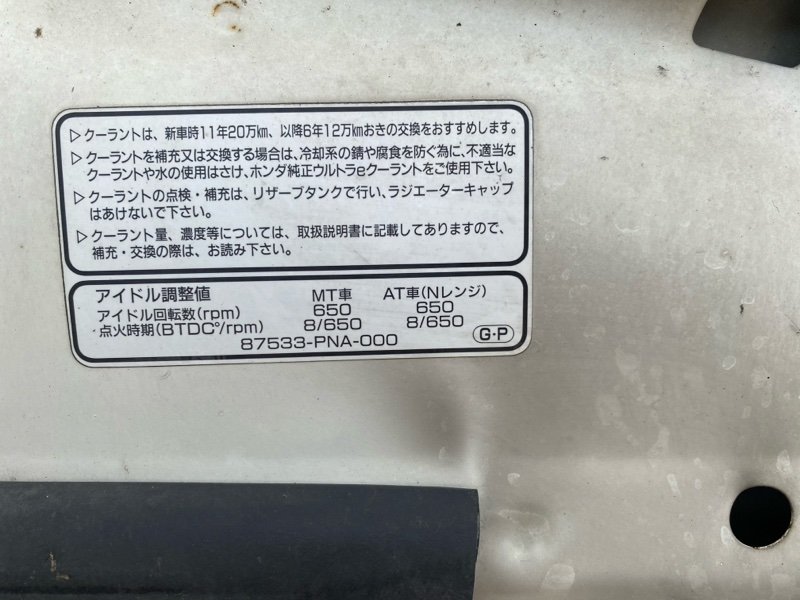 ▷クーラントは、新車時11年20万km、以降6年12万kmおきの交換をおすすめします。
▷クーラントを補充又は交換する場合は、冷却系の錆や腐食を防ぐ為に、不適当な
クーラントや水の使用はさけ、ホンダ純正ウルトラeクーラントをご使用下さい。
▷クーラントの点検・補充は、リザーブタンクで行い、ラジエーターキャップ
はあけないで下さい。
▷クーラント量、濃度等については、取扱説明書に記載してありますので、
補充・交換の際は、お読み下さい。
アイドル調整値 MT車 AT車(Nレンジ)
アイドル回転数(rpm) 650 650
点火時期(BTDC°/rpm) 8/650 8/650
87533-PNA-000 G・P